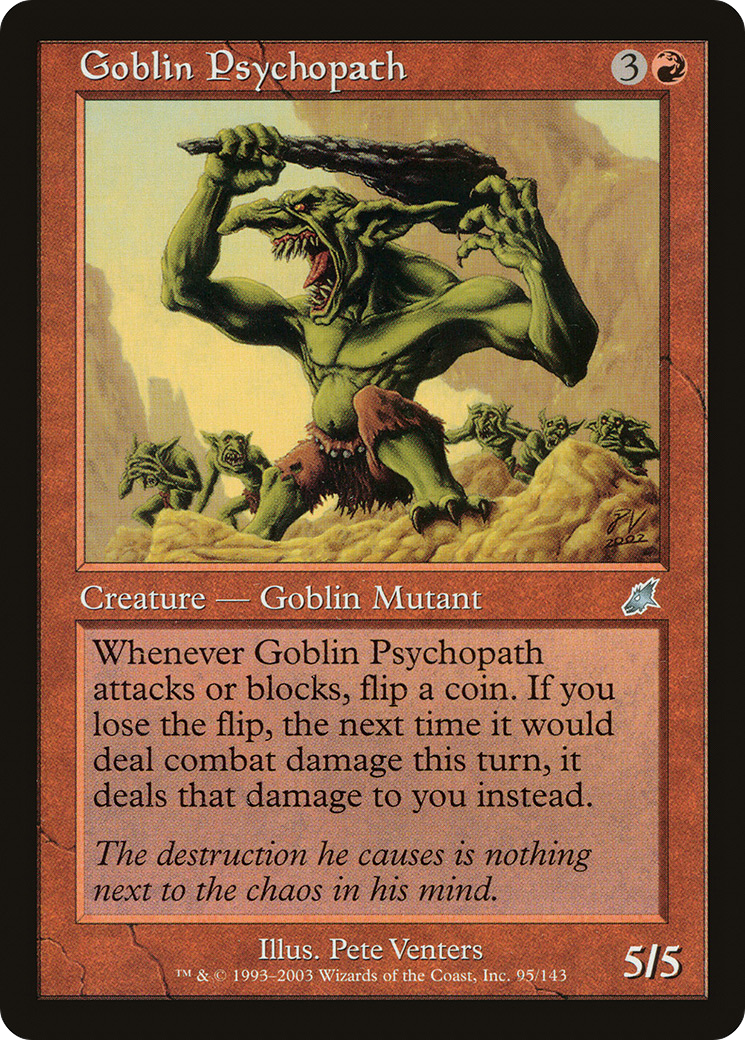 Goblin Psychopath
3
Creature — Goblin Mutant
Whenever Goblin Psychopath
attacks or blocks, flip a coin. If you
lose the flip, the next time it would
deal combat damage this turn, it
deals that damage to you instead.
The destruction he causes is nothing
next to the chaos in his mind.
Illus. Pete Venters
™ & © 1993–2003 Wizards of the Coast, Inc. 95/143
5/5
PV
2002